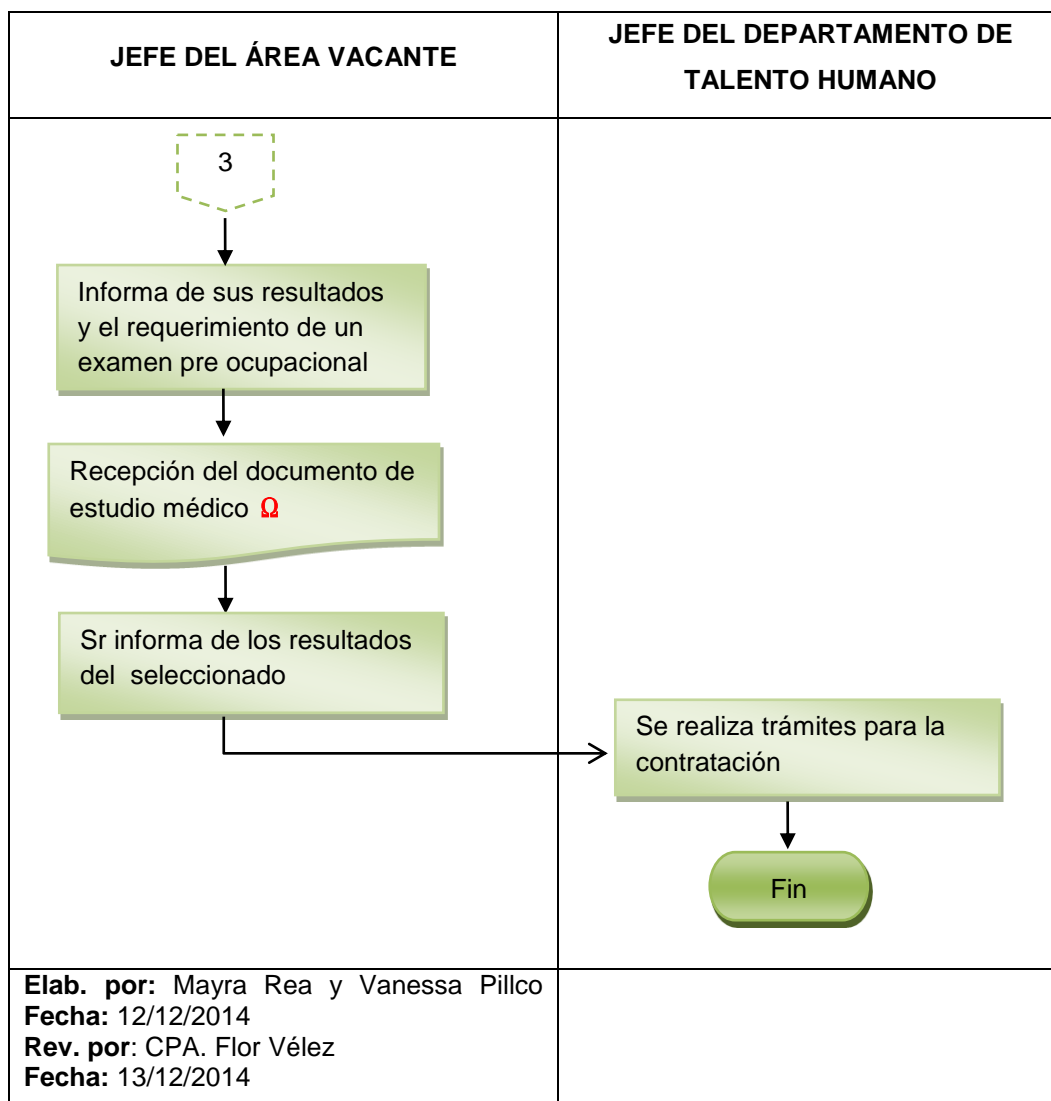 JEFE DEL ÁREA VACANTE
JEFE DEL DEPARTAMENTO DE
TALENTO HUMANO
3
Informa de sus resultados
y el requerimiento de un
examen pre ocupacional
Recepción del documento de
estudio médico Ω
Sr informa de los resultados
del seleccionado
Se realiza trámites para la
contratación
Fin
Elab. por: Mayra Rea y Vanessa Pillco
Fecha: 12/12/2014
Rev. por: CPA. Flor Vélez
Fecha: 13/12/2014